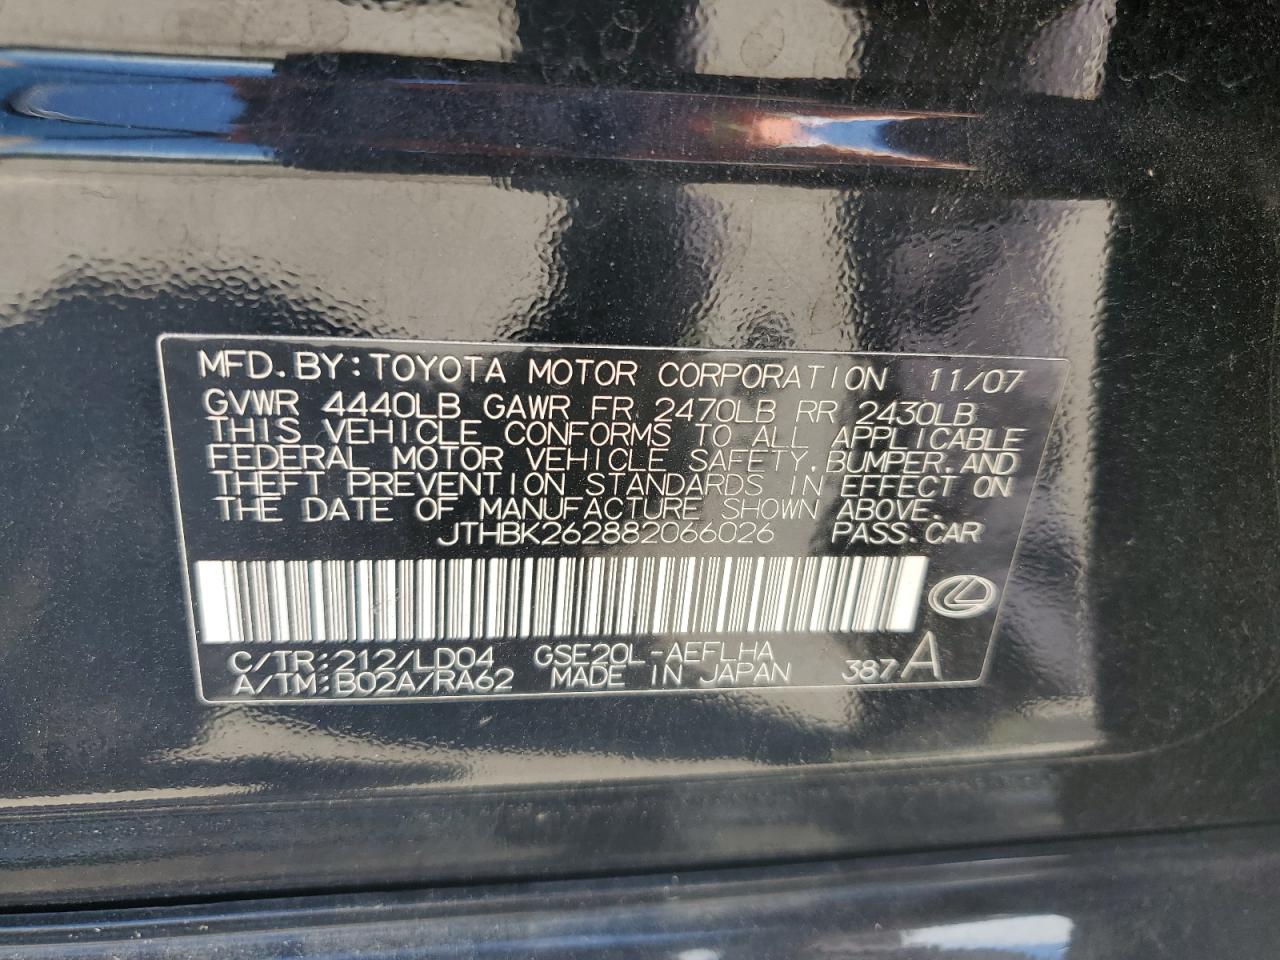 MFD. BY: TOYOTA MOTOR CORPORATION 11/07
GVWR 4440LB GAWR FR 2470LB RR 2430LB
THIS VEHICLE CONFORMS TO ALL APPLICABLE
FEDERAL MOTOR VEHICLE SAFETY, BUMPER, AND
THEFT PREVENTION STANDARDS IN EFFECT ON
THE DATE OF MANUFACTURE SHOWN ABOVE.
JTHBK262882066026 PASS. CAR
C/TR: 212/LD04 GSE20L-AEFLHA
A/TM: B02A/RA62 MADE IN JAPAN 387 A